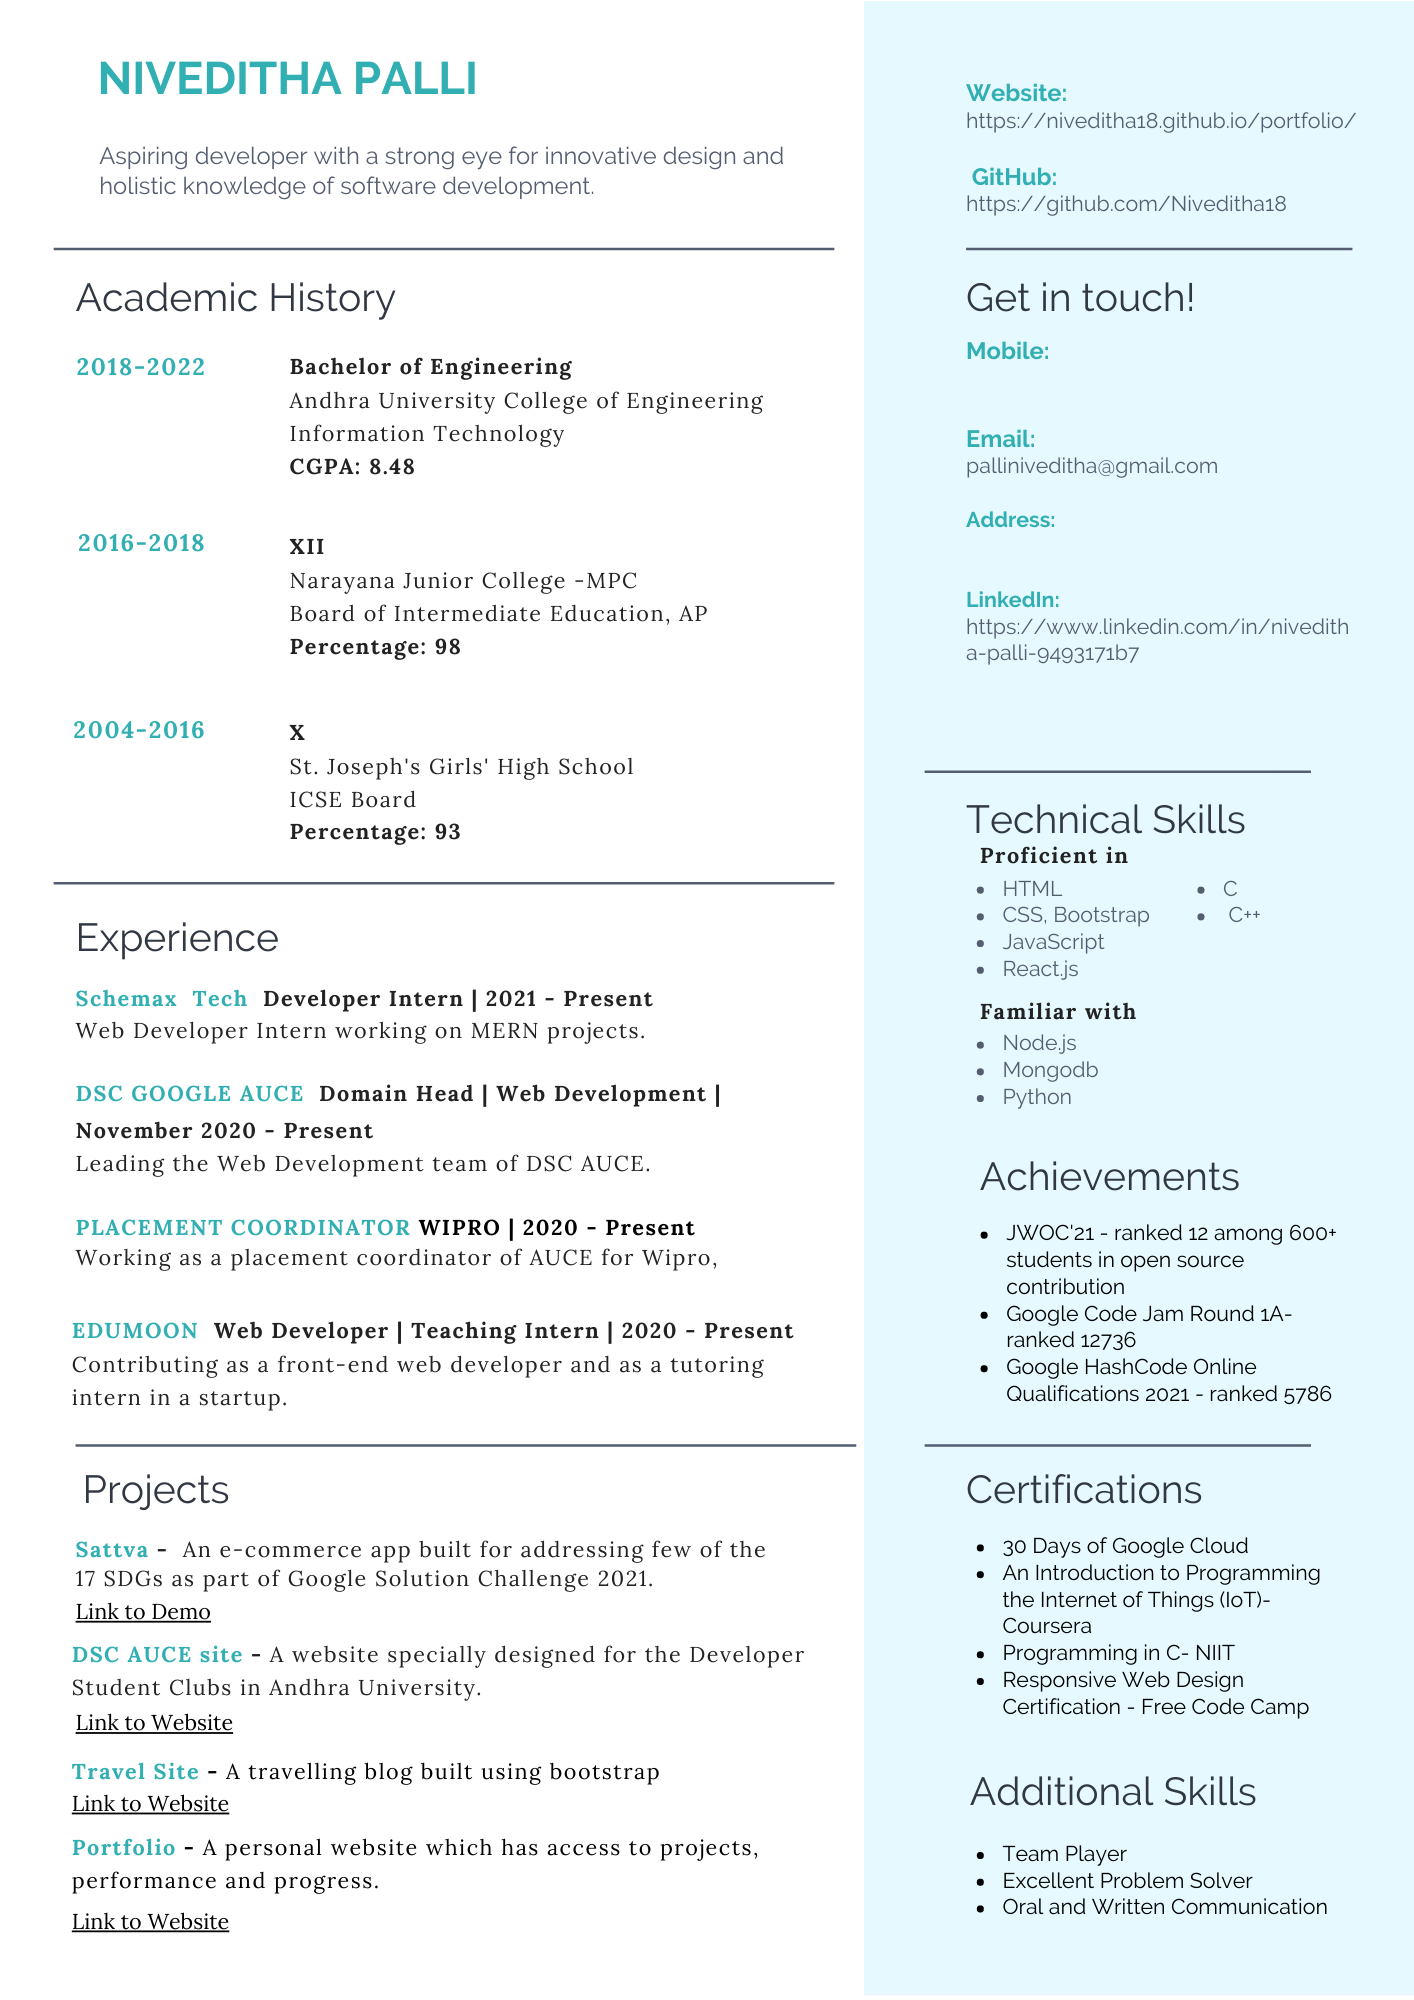 NIVEDITHA PALLI
Aspiring developer with a strong eye for innovative design and
holistic knowledge of software development.
Academic History
2018-2022
Bachelor of Engineering
Andhra University College of Engineering
Information Technology
CGPA: 8.48
2016-2018
XII
Narayana Junior College -MPC
Board of Intermediate Education, AP
Percentage: 98
2004-2016
X
St. Joseph's Girls' High School
ICSE Board
Percentage: 93
Experience
Schemax Tech Developer Intern | 2021 - Present
Web Developer Intern working on MERN projects.
DSC GOOGLE AUCE Domain Head | Web Development |
November 2020 - Present
Leading the Web Development team of DSC AUCE.
PLACEMENT COORDINATOR WIPRO | 2020 - Present
Working as a placement coordinator of AUCE for Wipro,
EDUMOON Web Developer | Teaching Intern | 2020 - Present
Contributing as a front-end web developer and as a tutoring
intern in a startup.
Projects
Sattva - An e-commerce app built for addressing few of the
17 SDGs as part of Google Solution Challenge 2021.
Link to Demo
DSC AUCE site - A website specially designed for the Developer
Student Clubs in Andhra University.
Link to Website
Travel Site - A travelling blog built using bootstrap
Link to Website
Portfolio - A personal website which has access to projects,
performance and progress.
Link to Website
Website:
https://niveditha18.github.io/portfolio/
GitHub:
https://github.com/Niveditha18
Get in touch!
Mobile:
Email:
palliniveditha@gmail.com
Address:
LinkedIn:
https://www.linkedin.com/in/nivedith
a-palli-9493171b7
Technical Skills
Proficient in
• HTML
• CSS, Bootstrap
• JavaScript
• React.js
• C
• C++
Familiar with
• Node.js
• Mongodb
• Python
Achievements
• JWOC'21 - ranked 12 among 600+
students in open source
contribution
• Google Code Jam Round 1A-
ranked 12736
• Google HashCode Online
Qualifications 2021 - ranked 5786
Certifications
• 30 Days of Google Cloud
• An Introduction to Programming
the Internet of Things (IoT)-
Coursera
• Programming in C- NIIT
• Responsive Web Design
Certification - Free Code Camp
Additional Skills
• Team Player
• Excellent Problem Solver
• Oral and Written Communication